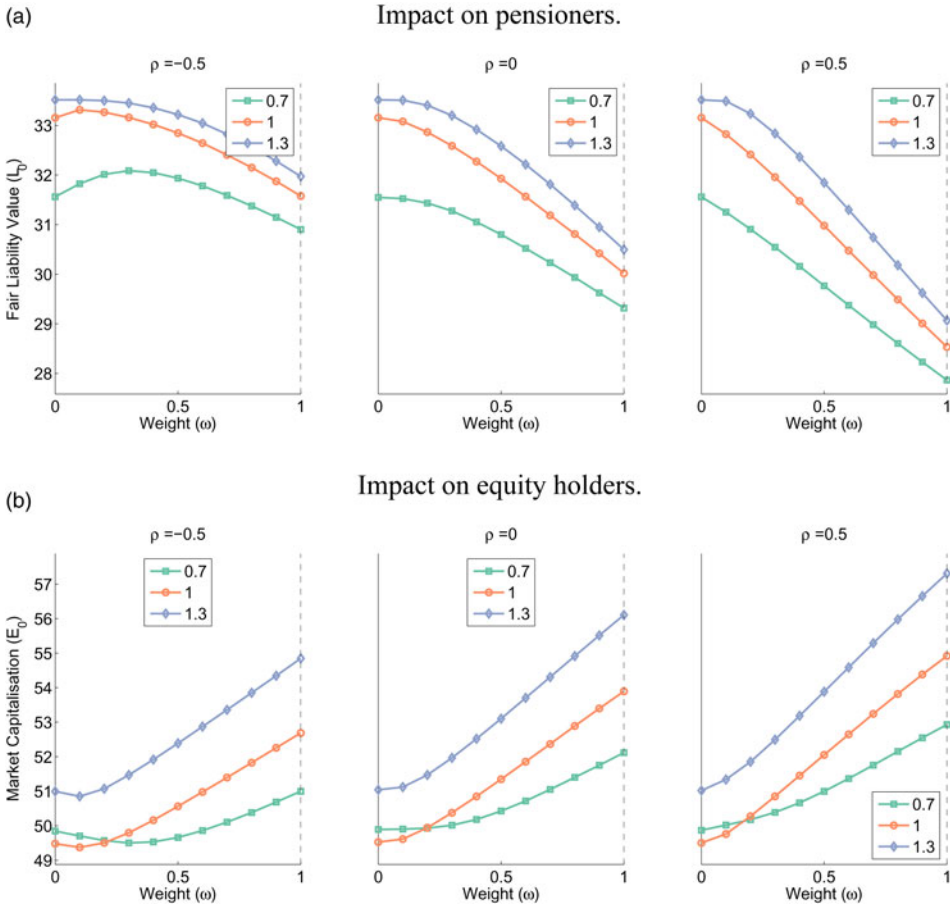 (a)
Impact on pensioners.
ρ =−0.5
ρ =0
ρ =0.5
0.7
1
1.3
0.7
1
1.3
0.7
1
1.3
Fair Liability Value (L_0)
33
32
31
30
29
28
0
0.5
1
0
0.5
1
0
0.5
1
Weight (ω)
Weight (ω)
Weight (ω)
(b)
Impact on equity holders.
ρ =−0.5
ρ =0
ρ =0.5
0.7
1
1.3
0.7
1
1.3
Market Capitalisation (E_0)
57
56
55
54
53
52
51
50
49
0.7
1
1.3
0
0.5
1
0
0.5
1
0
0.5
1
Weight (ω)
Weight (ω)
Weight (ω)